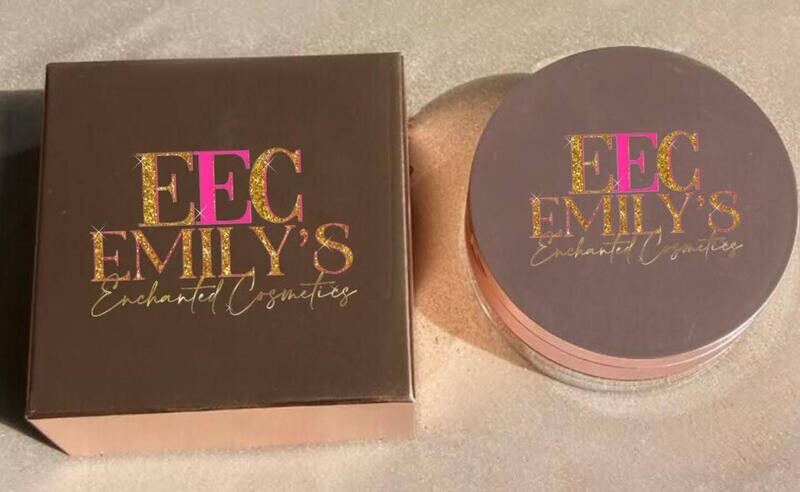 EEC
EMILY'S
Enchanted Cosmetics
EEC
EMILY'S
Enchanted Cosmetics